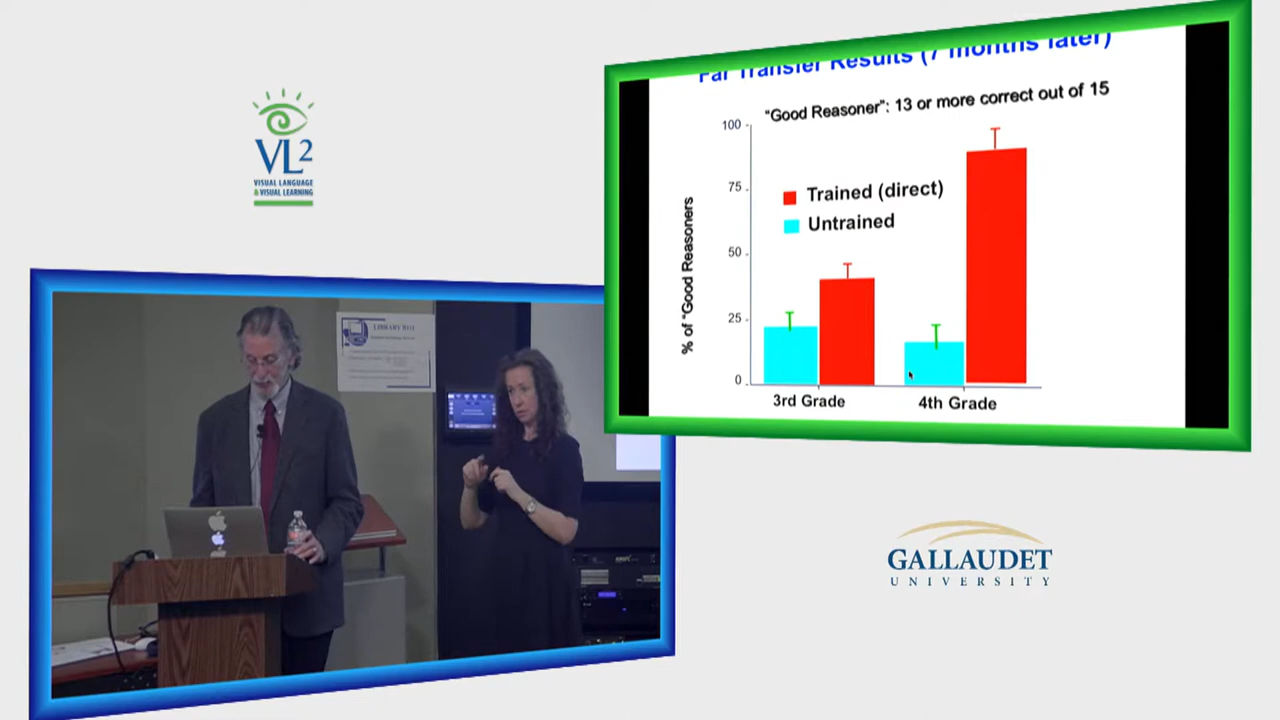 VL2
VISUAL LANGUAGE
& VISUAL LEARNING
Far Transfer Results (7 months later)
"Good Reasoner": 13 or more correct out of 15
100
75
50
25
0
% of "Good Reasoners
Trained (direct)
Untrained
3rd Grade
4th Grade
LIBRARY B111
GALLAUDET
UNIVERSITY